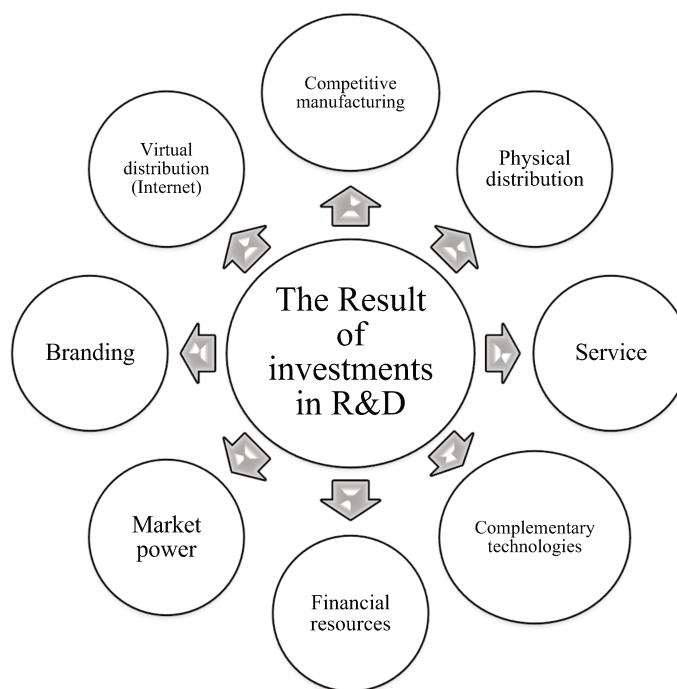 Competitive
manufacturing
Virtual
distribution
(Internet)
Physical
distribution
The Result
of
investments
in R&D
Branding
Service
Market
power
Complementary
technologies
Financial
resources